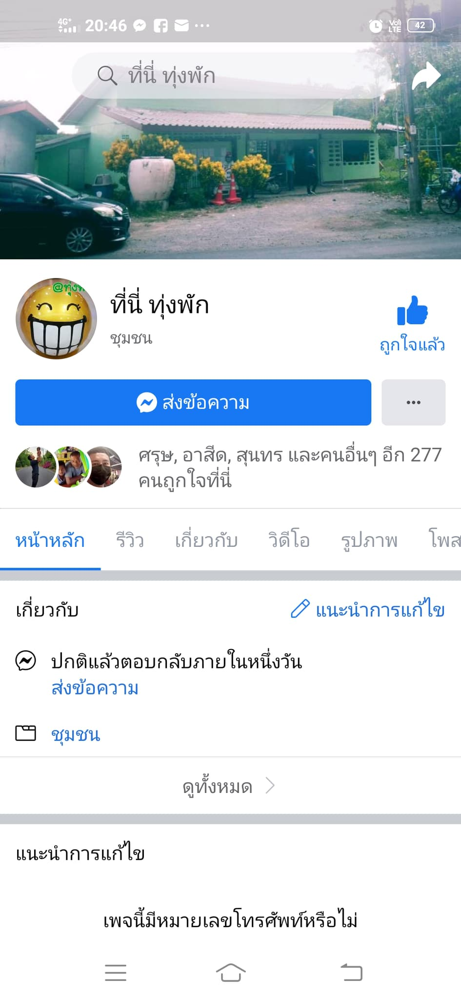 4G+ 20:46 VoLTE 42
ที่นี่ ทุ่งพัก
ที่นี่ ทุ่งพัก
ชุมชน
ถูกใจแล้ว
ส่งข้อความ
ศรุษ, อาสีด, สุนทร และคนอื่นๆ อีก 277
คนถูกใจที่นี่
หน้าหลัก รีวิว เกี่ยวกับ วิดีโอ รูปภาพ โพส
เกี่ยวกับ แนะนำการแก้ไข
ปกติแล้วตอบกลับภายในหนึ่งวัน
ส่งข้อความ
ชุมชน
ดูทั้งหมด
แนะนำการแก้ไข
เพจนี้มีหมายเลขโทรศัพท์หรือไม่